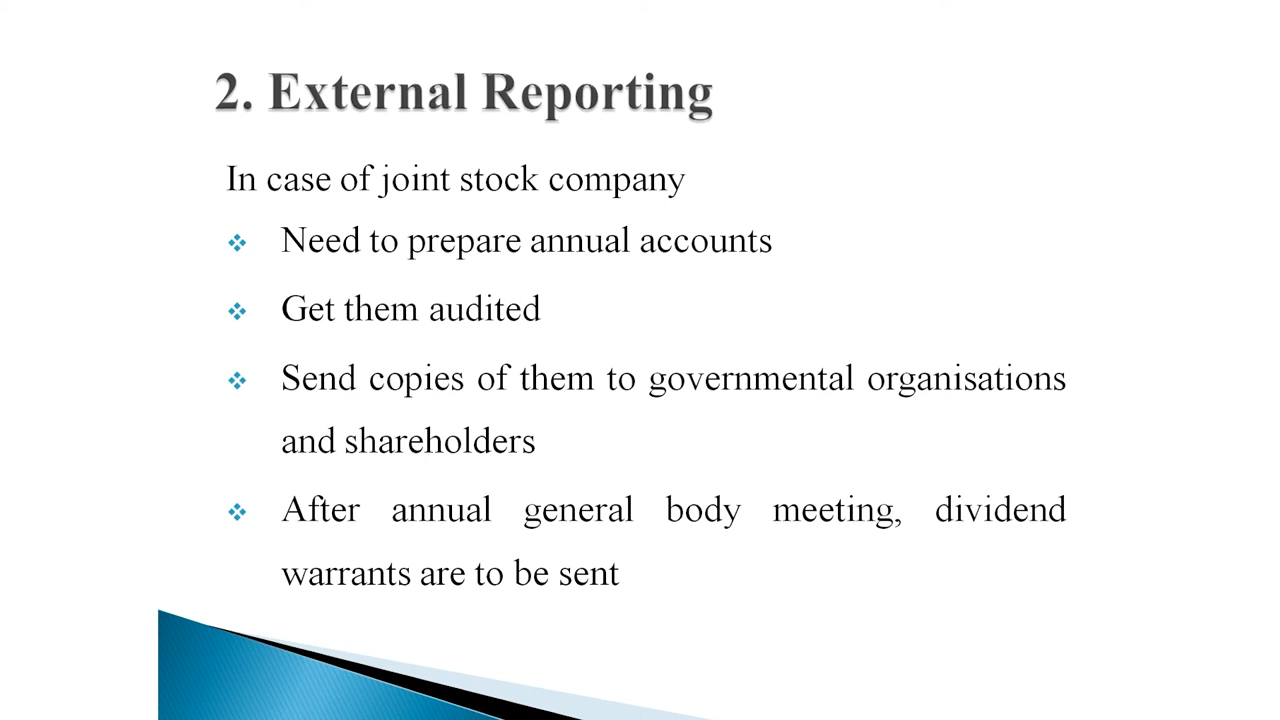 2. External Reporting
In case of joint stock company
❖ Need to prepare annual accounts
❖ Get them audited
❖ Send copies of them to governmental organisations
and shareholders
❖ After annual general body meeting, dividend
warrants are to be sent